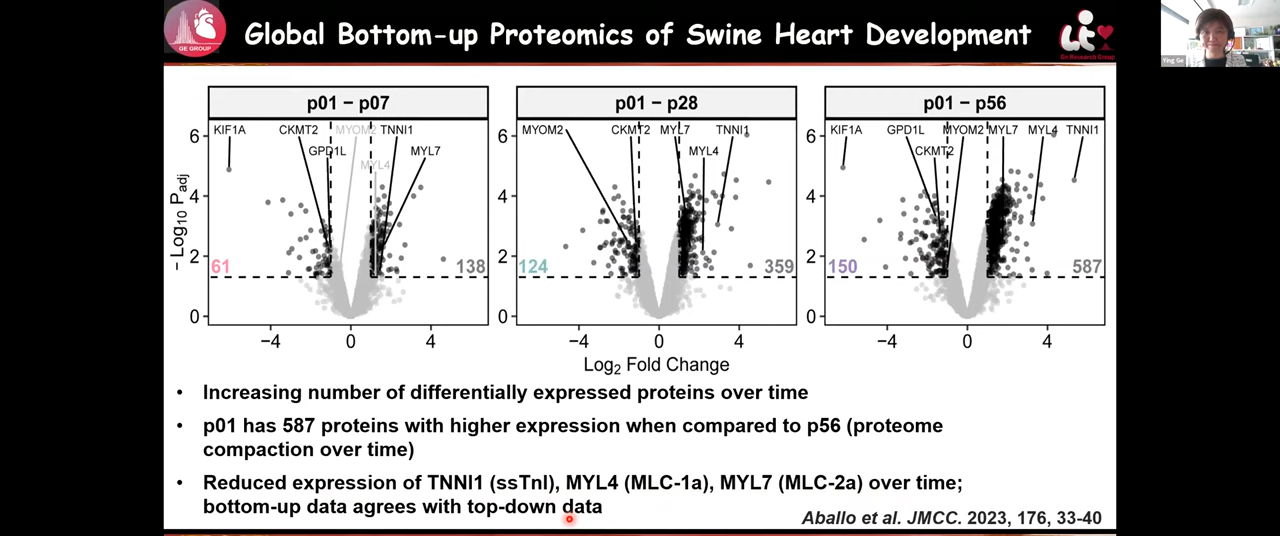 Global Bottom-up Proteomics of Swine Heart Development
GE GROUP
Ge Research Group
Ying Ge
p01 − p07
p01 − p28
p01 − p56
KIF1A
CKMT2
MYOM2
TNNI1
GPD1L
MYL4
MYL7
61
138
MYOM2
CKMT2
MYL7
TNNI1
MYL4
124
359
KIF1A
GPD1L
MYOM2
MYL7
MYL4
TNNI1
CKMT2
150
587
− Log10 Padj
6
4
2
0
6
4
2
0
6
4
2
0
−4
0
4
−4
0
4
−4
0
4
Log2 Fold Change
• Increasing number of differentially expressed proteins over time
• p01 has 587 proteins with higher expression when compared to p56 (proteome
compaction over time)
• Reduced expression of TNNI1 (ssTnI), MYL4 (MLC-1a), MYL7 (MLC-2a) over time;
bottom-up data agrees with top-down data
Aballo et al. JMCC. 2023, 176, 33-40